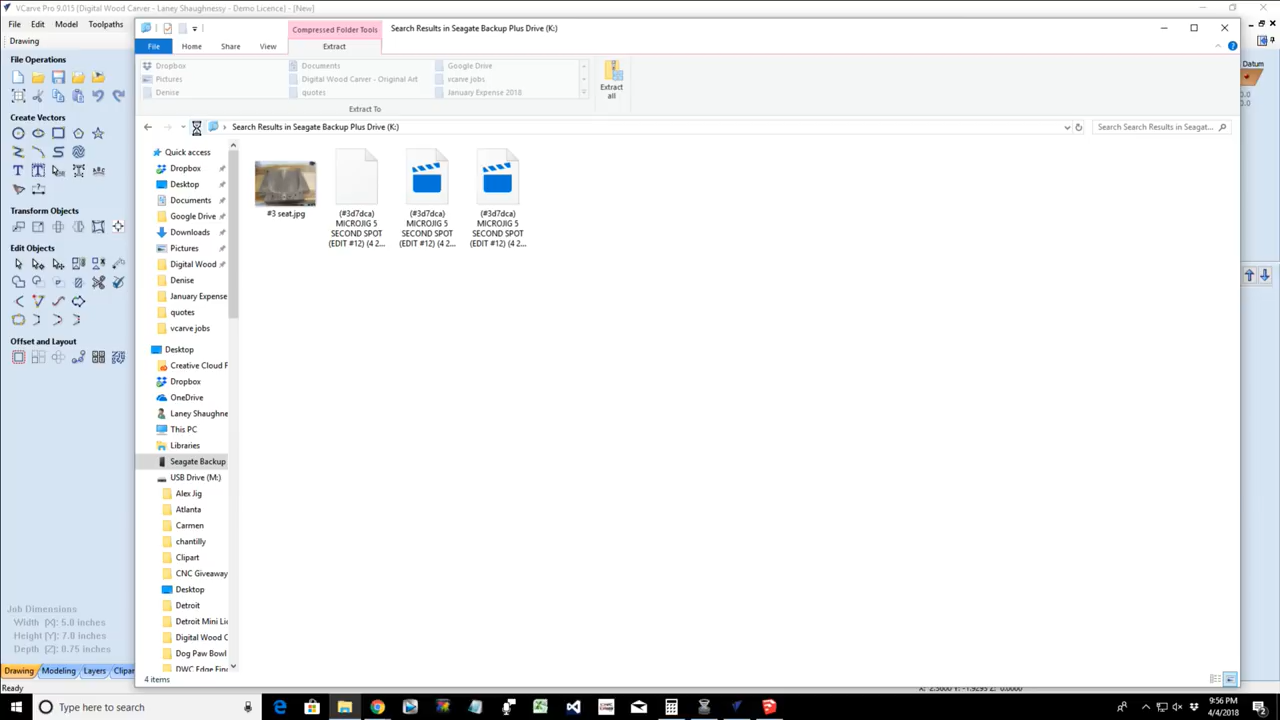 VCarve Pro 9.015 {Digital Wood Carver - Laney Shaughnessy - Demo Licence} - [New]
File Edit Model Toolpaths
Drawing
File Operations
Create Vectors
Transform Objects
Edit Objects
Offset and Layout
Job Dimensions
Width (X): 5.0 inches
Height (Y): 7.0 inches
Depth (Z): 0.75 inches
Drawing Modeling Layers Clipar
Ready
Compressed Folder Tools
Search Results in Seagate Backup Plus Drive (K:)
File Home Share View Extract
Dropbox Documents Google Drive
Pictures Digital Wood Carver - Original Art vcarve jobs
Denise quotes January Expense 2018
Extract To
Extract
all
Search Results in Seagate Backup Plus Drive (K:)
Search Search Results in Seagat...
Quick access
Dropbox
Desktop
Documents
Google Drive
Downloads
Pictures
Digital Wood
Denise
January Expense
quotes
vcarve jobs
Desktop
Creative Cloud F
Dropbox
OneDrive
Laney Shaughne
This PC
Libraries
Seagate Backup
USB Drive (M:)
Alex Jig
Atlanta
Carmen
chantilly
Clipart
CNC Giveaway
Desktop
Detroit
Detroit Mini Lic
Digital Wood C
Dog Paw Bowl
DWC Edge Fin
#3 seat.jpg
(#3d7dca)
MICROJIG 5
SECOND SPOT
(EDIT #12) (4 2...
(#3d7dca)
MICROJIG 5
SECOND SPOT
(EDIT #12) (4 2...
(#3d7dca)
MICROJIG 5
SECOND SPOT
(EDIT #12) (4 2...
4 items
Datum
Type here to search
9:56 PM
4/4/2018